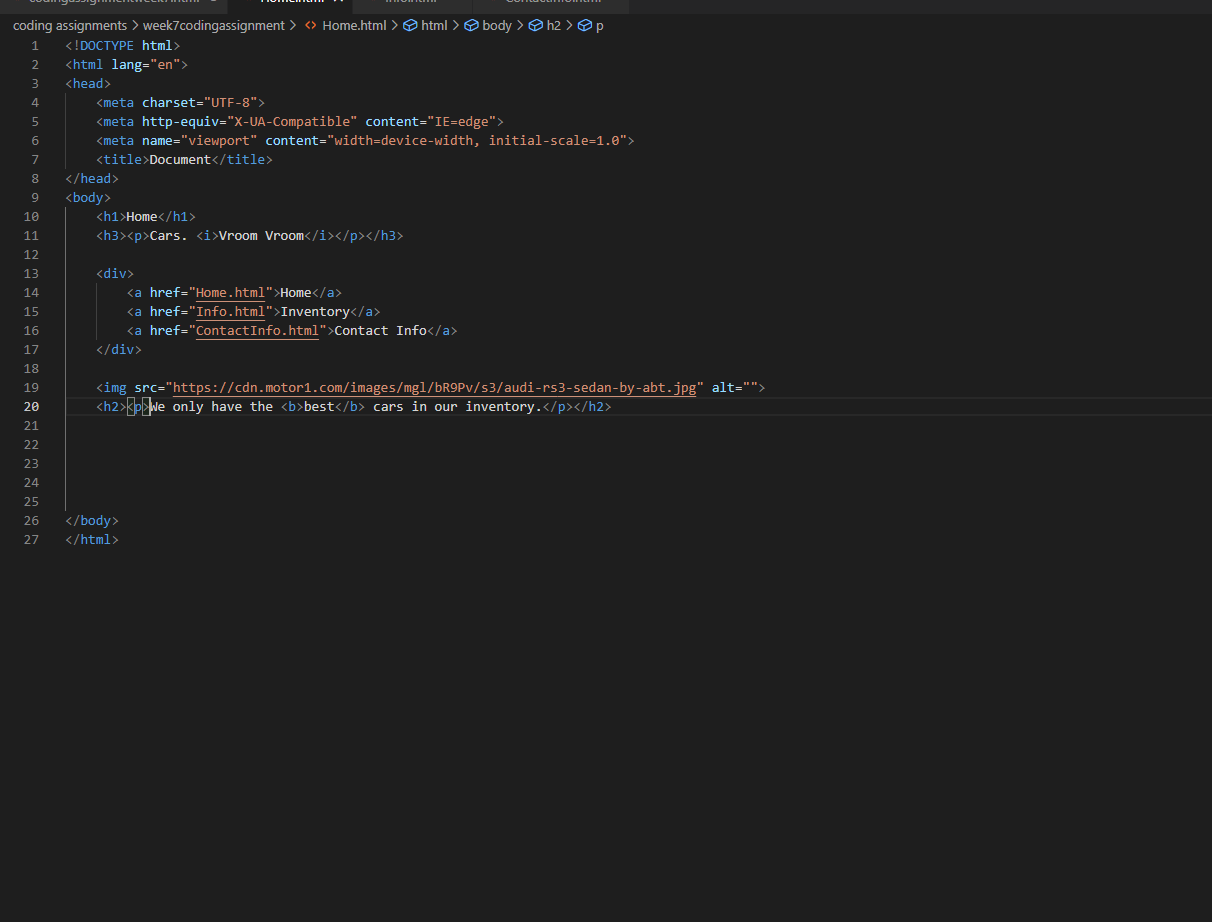 Home.html
Info.html
ContactInfo.html
coding assignments > week7codingassignment > <> Home.html > html > body > h2 > p
1 <!DOCTYPE html>
2 <html lang="en">
3 <head>
4 <meta charset="UTF-8">
5 <meta http-equiv="X-UA-Compatible" content="IE=edge">
6 <meta name="viewport" content="width=device-width, initial-scale=1.0">
7 <title>Document</title>
8 </head>
9 <body>
10 <h1>Home</h1>
11 <h3><p>Cars. <i>Vroom Vroom</i></p></h3>
12
13 <div>
14 <a href="Home.html">Home</a>
15 <a href="Info.html">Inventory</a>
16 <a href="ContactInfo.html">Contact Info</a>
17 </div>
18
19 <img src="https://cdn.motor1.com/images/mgl/bR9Pv/s3/audi-rs3-sedan-by-abt.jpg" alt="">
20 <h2><p>We only have the <b>best</b> cars in our inventory.</p></h2>
21
22
23
24
25
26 </body>
27 </html>